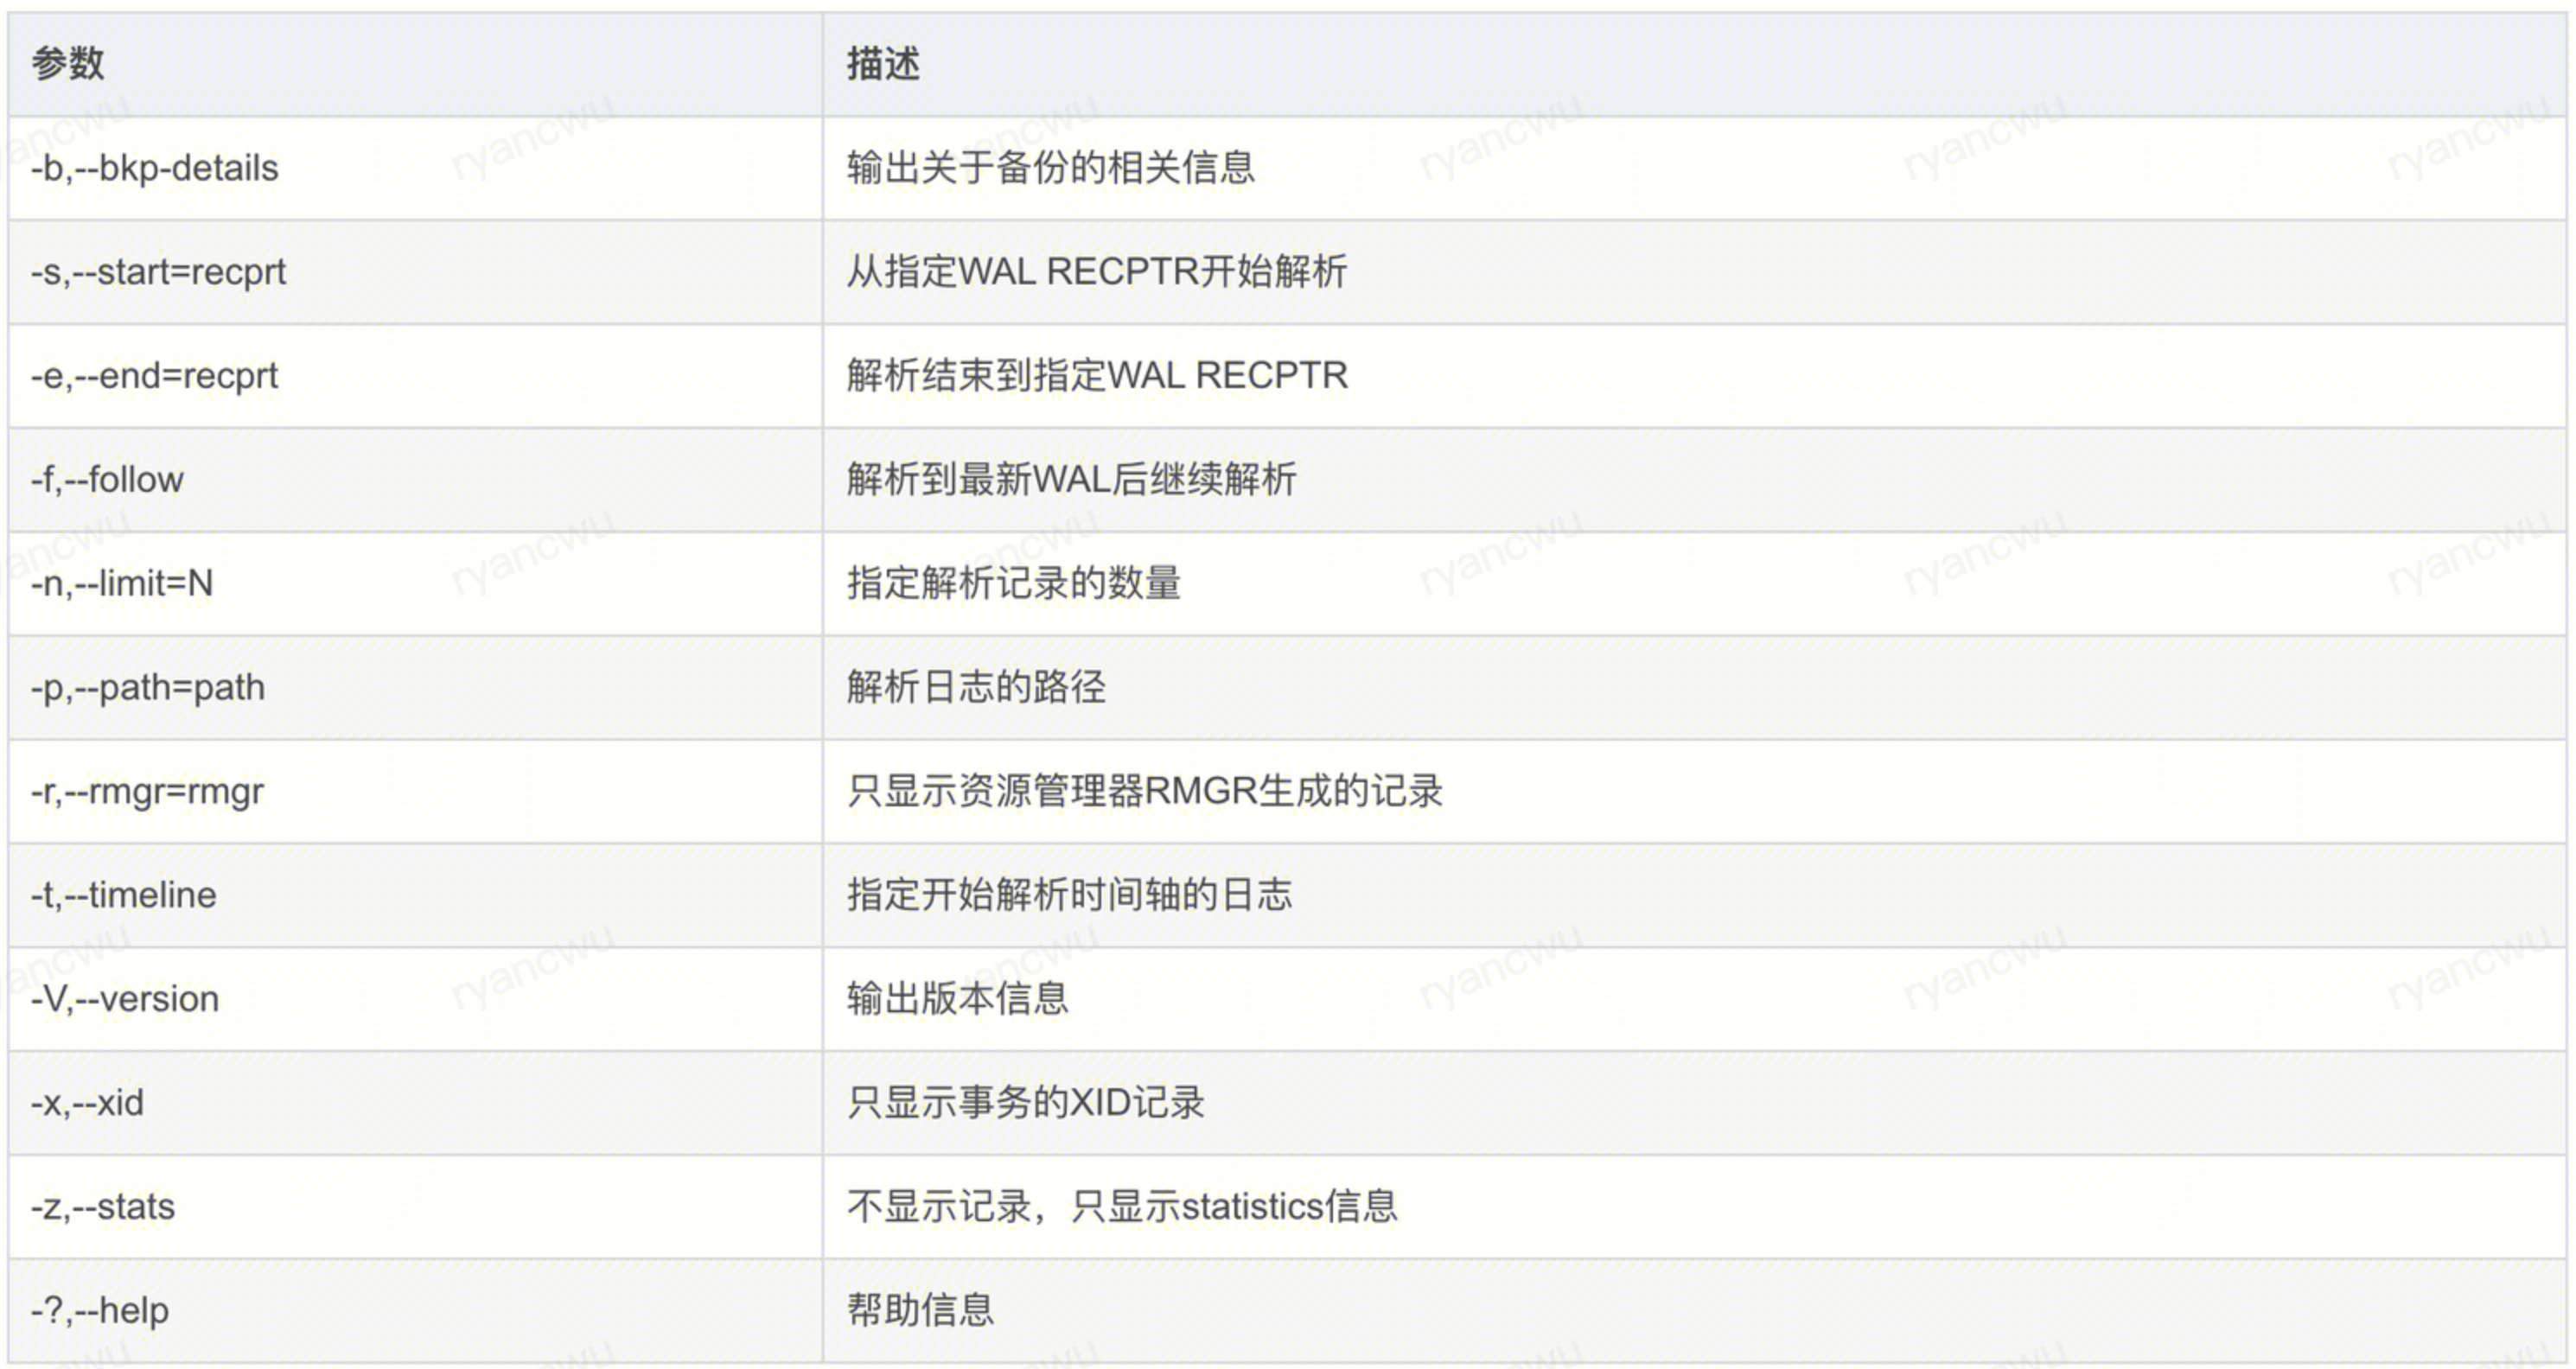 参数 描述
-b,--bkp-details 输出关于备份的相关信息
-s,--start=recprt 从指定WAL RECPTR开始解析
-e,--end=recprt 解析结束到指定WAL RECPTR
-f,--follow 解析到最新WAL后继续解析
-n,--limit=N 指定解析记录的数量
-p,--path=path 解析日志的路径
-r,--rmgr=rmgr 只显示资源管理器RMGR生成的记录
-t,--timeline 指定开始解析时间轴的日志
-V,--version 输出版本信息
-x,--xid 只显示事务的XID记录
-z,--stats 不显示记录，只显示statistics信息
-?,--help 帮助信息
ryancwu